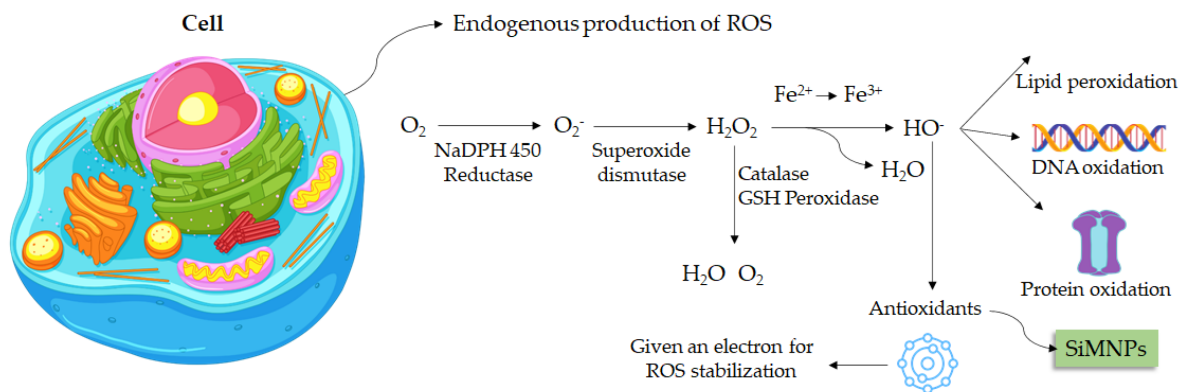 Cell
Endogenous production of ROS
Fe²⁺ → Fe³⁺
O₂
O₂⁻
H₂O₂
HO⁻
NaDPH 450
Reductase
Superoxide
dismutase
Catalase
GSH Peroxidase
H₂O
H₂O O₂
Lipid peroxidation
DNA oxidation
Protein oxidation
Antioxidants
SiMNPs
Given an electron for
ROS stabilization